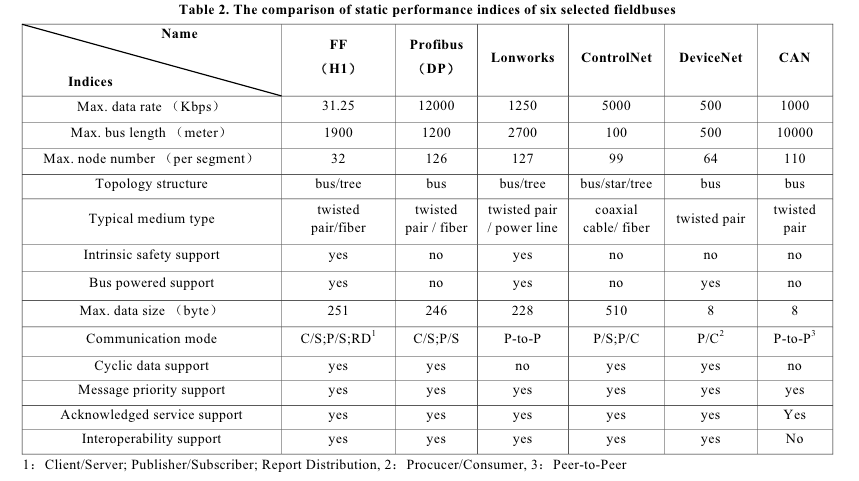 Table 2. The comparison of static performance indices of six selected fieldbuses
Name
Indices
FF
（H1） Profibus
（DP） Lonworks ControlNet DeviceNet CAN
Max. data rate （Kbps） 31.25 12000 1250 5000 500 1000
Max. bus length （meter） 1900 1200 2700 100 500 10000
Max. node number （per segment） 32 126 127 99 64 110
Topology structure bus/tree bus bus/tree bus/star/tree bus bus
Typical medium type twisted
pair/fiber twisted
pair / fiber twisted pair
/ power line coaxial
cable/ fiber twisted pair twisted
pair
Intrinsic safety support yes no yes no no no
Bus powered support yes no yes no yes no
Max. data size （byte） 251 246 228 510 8 8
Communication mode C/S;P/S;RD1 C/S;P/S P-to-P P/S;P/C P/C2 P-to-P3
Cyclic data support yes yes no yes yes no
Message priority support yes yes yes yes yes yes
Acknowledged service support yes yes yes yes yes Yes
Interoperability support yes yes yes yes yes No
1：Client/Server; Publisher/Subscriber; Report Distribution, 2：Procucer/Consumer, 3：Peer-to-Peer